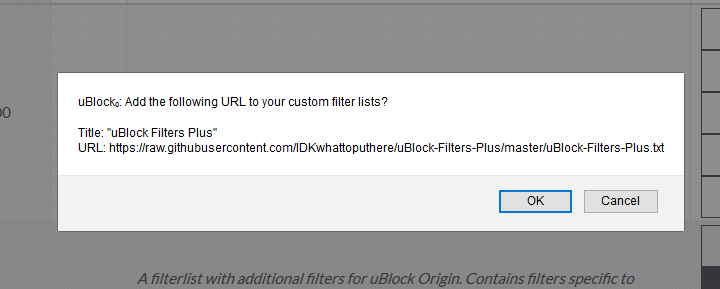 uBlock₀: Add the following URL to your custom filter lists?
Title: "uBlock Filters Plus"
URL: https://raw.githubusercontent.com/IDKwhattoputhere/uBlock-Filters-Plus/master/uBlock-Filters-Plus.txt
OK Cancel
A filterlist with additional filters for uBlock Origin. Contains filters specific to